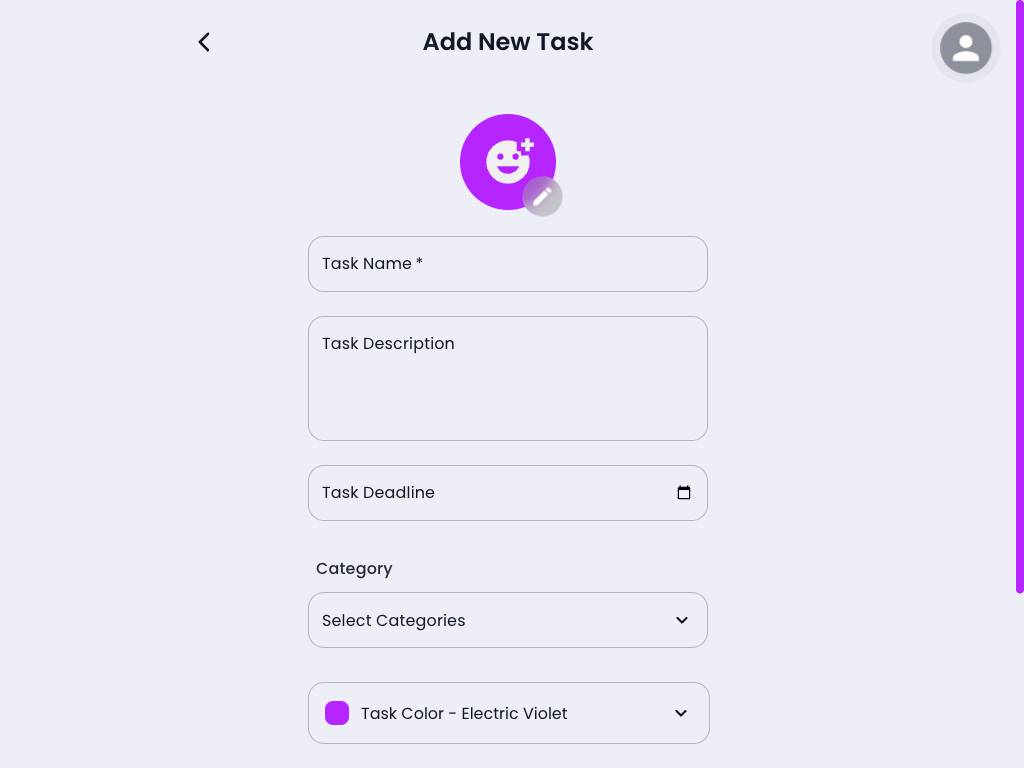 Add New Task
Task Name *
Task Description
Task Deadline
Category
Select Categories
Task Color - Electric Violet